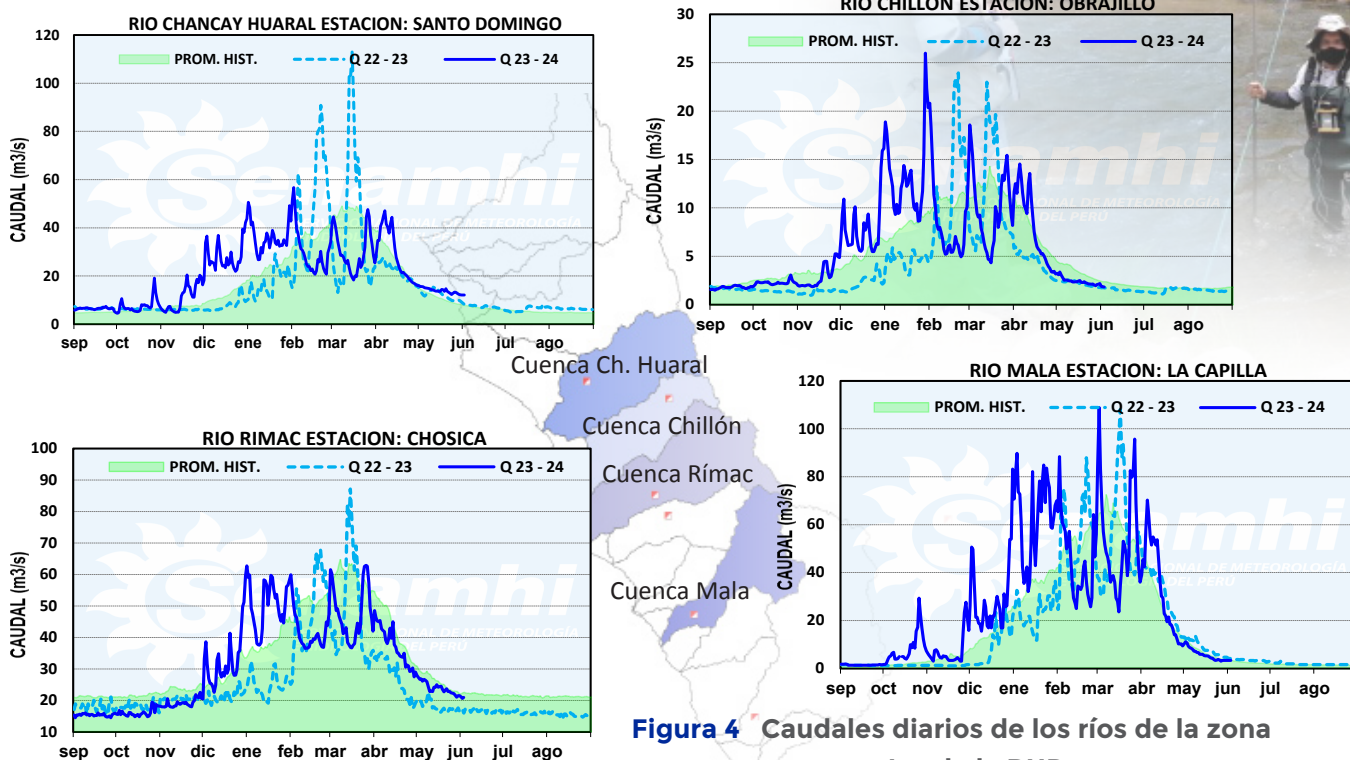 RIO CHANCAY HUARAL ESTACION: SANTO DOMINGO
PROM. HIST. Q 22 - 23 Q 23 - 24
CAUDAL (m3/s)
120
100
80
60
40
20
0
sep oct nov dic ene feb mar abr may jun jul ago
RIO CHILLON ESTACION: OBRAJILLO
PROM. HIST. Q 22 - 23 Q 23 - 24
CAUDAL (m3/s)
30
25
20
15
10
5
0
sep oct nov dic ene feb mar abr may jun jul ago
Cuenca Ch. Huaral
Cuenca Chillón
Cuenca Rímac
Cuenca Mala
RIO RIMAC ESTACION: CHOSICA
PROM. HIST. Q 22 - 23 Q 23 - 24
CAUDAL (m3/s)
100
90
80
70
60
50
40
30
20
10
sep oct nov dic ene feb mar abr may jun jul ago
RIO MALA ESTACION: LA CAPILLA
PROM. HIST. Q 22 - 23 Q 23 - 24
CAUDAL (m3/s)
120
100
80
60
40
20
0
sep oct nov dic ene feb mar abr may jun jul ago
Figura 4 Caudales diarios de los ríos de la zona